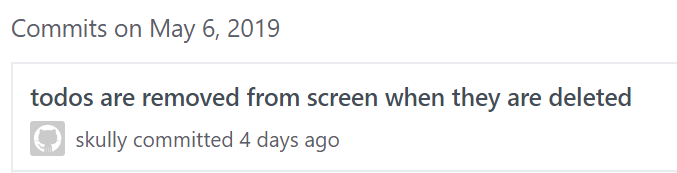 Commits on May 6, 2019
todos are removed from screen when they are deleted
skully committed 4 days ago